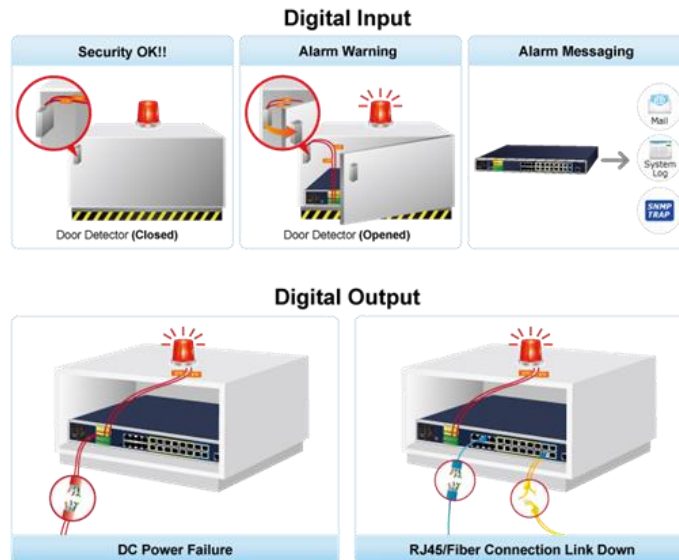 Digital Input
Security OK!!
Alarm Warning
Alarm Messaging
Mail
System
Log
SNMP
TRAP
Door Detector (Closed)
Door Detector (Opened)
Digital Output
DC Power Failure
RJ45/Fiber Connection Link Down